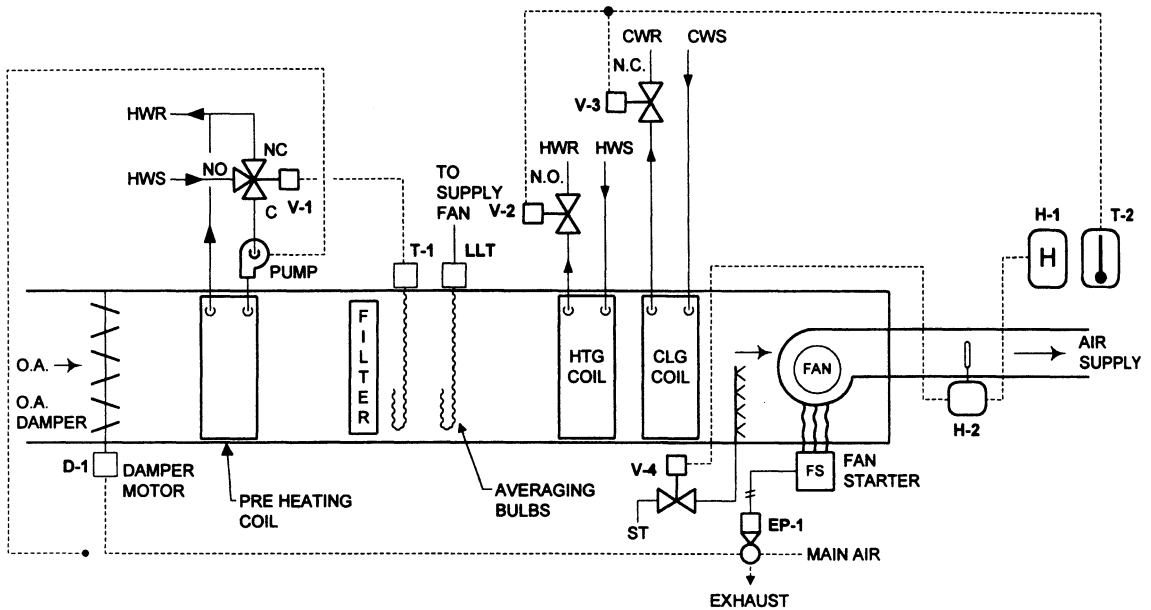 CWR
CWS
N.C.
V-3
HWR
NC
NO
HWS
V-1
C
PUMP
TO
SUPPLY
FAN
HWR
HWS
N.O.
V-2
T-1
LLT
H-1
T-2
H
O.A.
O.A.
DAMPER
FILTER
HTG
COIL
CLG
COIL
FAN
AIR
SUPPLY
H-2
D-1
DAMPER
MOTOR
PRE HEATING
COIL
AVERAGING
BULBS
V-4
ST
FS
FAN
STARTER
EP-1
MAIN AIR
EXHAUST